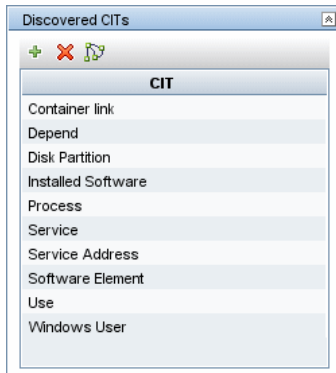 Discovered CITs
CIT
Container link
Depend
Disk Partition
Installed Software
Process
Service
Service Address
Software Element
Use
Windows User